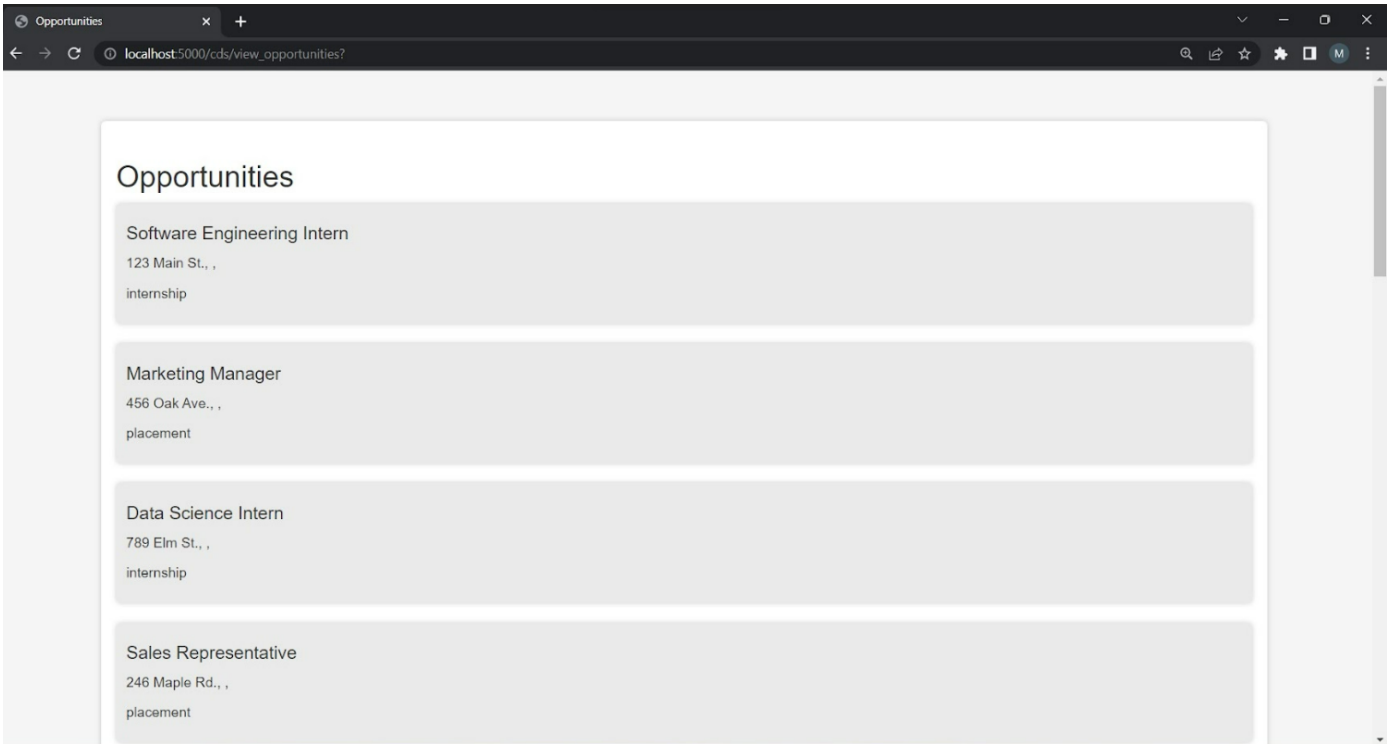 Opportunities
localhost:5000/cds/view_opportunities?
M
Opportunities
Software Engineering Intern
123 Main St., ,
internship
Marketing Manager
456 Oak Ave., ,
placement
Data Science Intern
789 Elm St., ,
internship
Sales Representative
246 Maple Rd., ,
placement